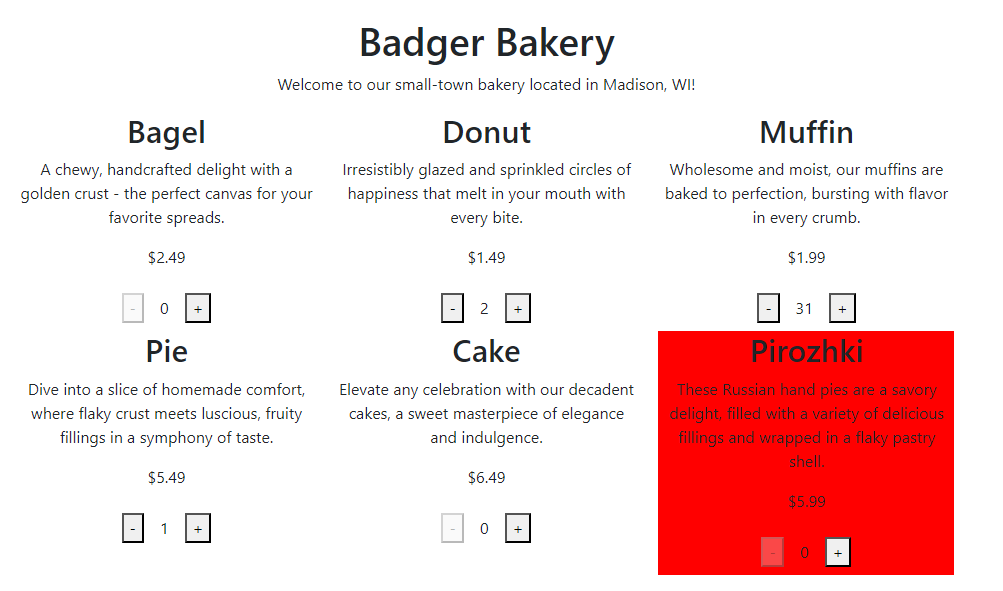 Badger Bakery
Welcome to our small-town bakery located in Madison, WI!
Bagel
A chewy, handcrafted delight with a
golden crust - the perfect canvas for your
favorite spreads.
$2.49
- 0 +
Donut
Irresistibly glazed and sprinkled circles of
happiness that melt in your mouth with
every bite.
$1.49
- 2 +
Muffin
Wholesome and moist, our muffins are
baked to perfection, bursting with flavor
in every crumb.
$1.99
- 31 +
Pie
Dive into a slice of homemade comfort,
where flaky crust meets luscious, fruity
fillings in a symphony of taste.
$5.49
- 1 +
Cake
Elevate any celebration with our decadent
cakes, a sweet masterpiece of elegance
and indulgence.
$6.49
- 0 +
Pirozhki
These Russian hand pies are a savory
delight, filled with a variety of delicious
fillings and wrapped in a flaky pastry
shell.
$5.99
- 0 +